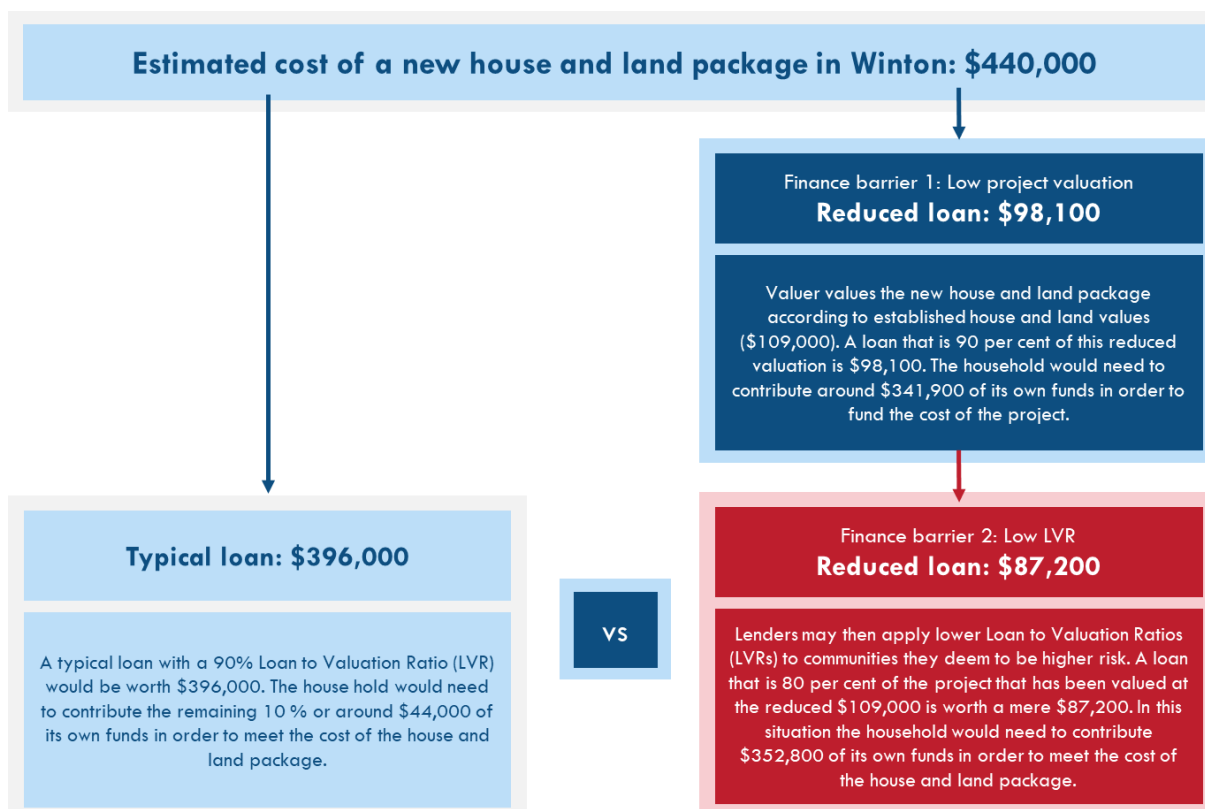 Estimated cost of a new house and land package in Winton: $440,000
Finance barrier 1: Low project valuation
Reduced loan: $98,100
Valuer values the new house and land package
according to established house and land values
($109,000). A loan that is 90 per cent of this reduced
valuation is $98,100. The household would need to
contribute around $341,900 of its own funds in order to
fund the cost of the project.
Typical loan: $396,000
A typical loan with a 90% Loan to Valuation Ratio (LVR)
would be worth $396,000. The house hold would need
to contribute the remaining 10 % or around $44,000 of
its own funds in order to meet the cost of the house and
land package.
VS
Finance barrier 2: Low LVR
Reduced loan: $87,200
Lenders may then apply lower Loan to Valuation Ratios
(LVRs) to communities they deem to be higher risk. A loan
that is 80 per cent of the project that has been valued at
the reduced $109,000 is worth a mere $87,200. In this
situation the household would need to contribute
$352,800 of its own funds in order to meet the cost of
the house and land package.